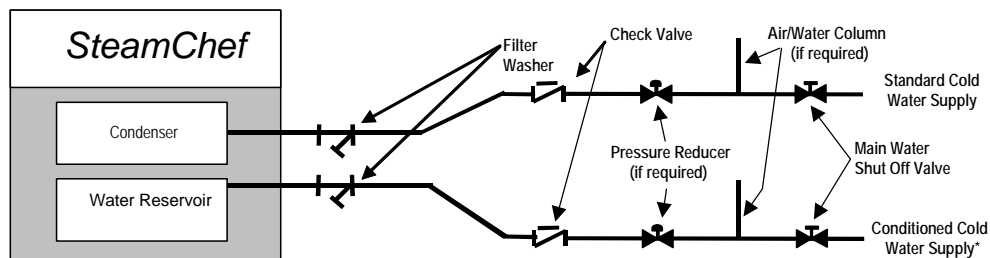 SteamChef
Condenser
Water Reservoir
Filter
Washer
Check Valve
Air/Water Column
(if required)
Standard Cold
Water Supply
Pressure Reducer
(if required)
Main Water
Shut Off Valve
Conditioned Cold
Water Supply*